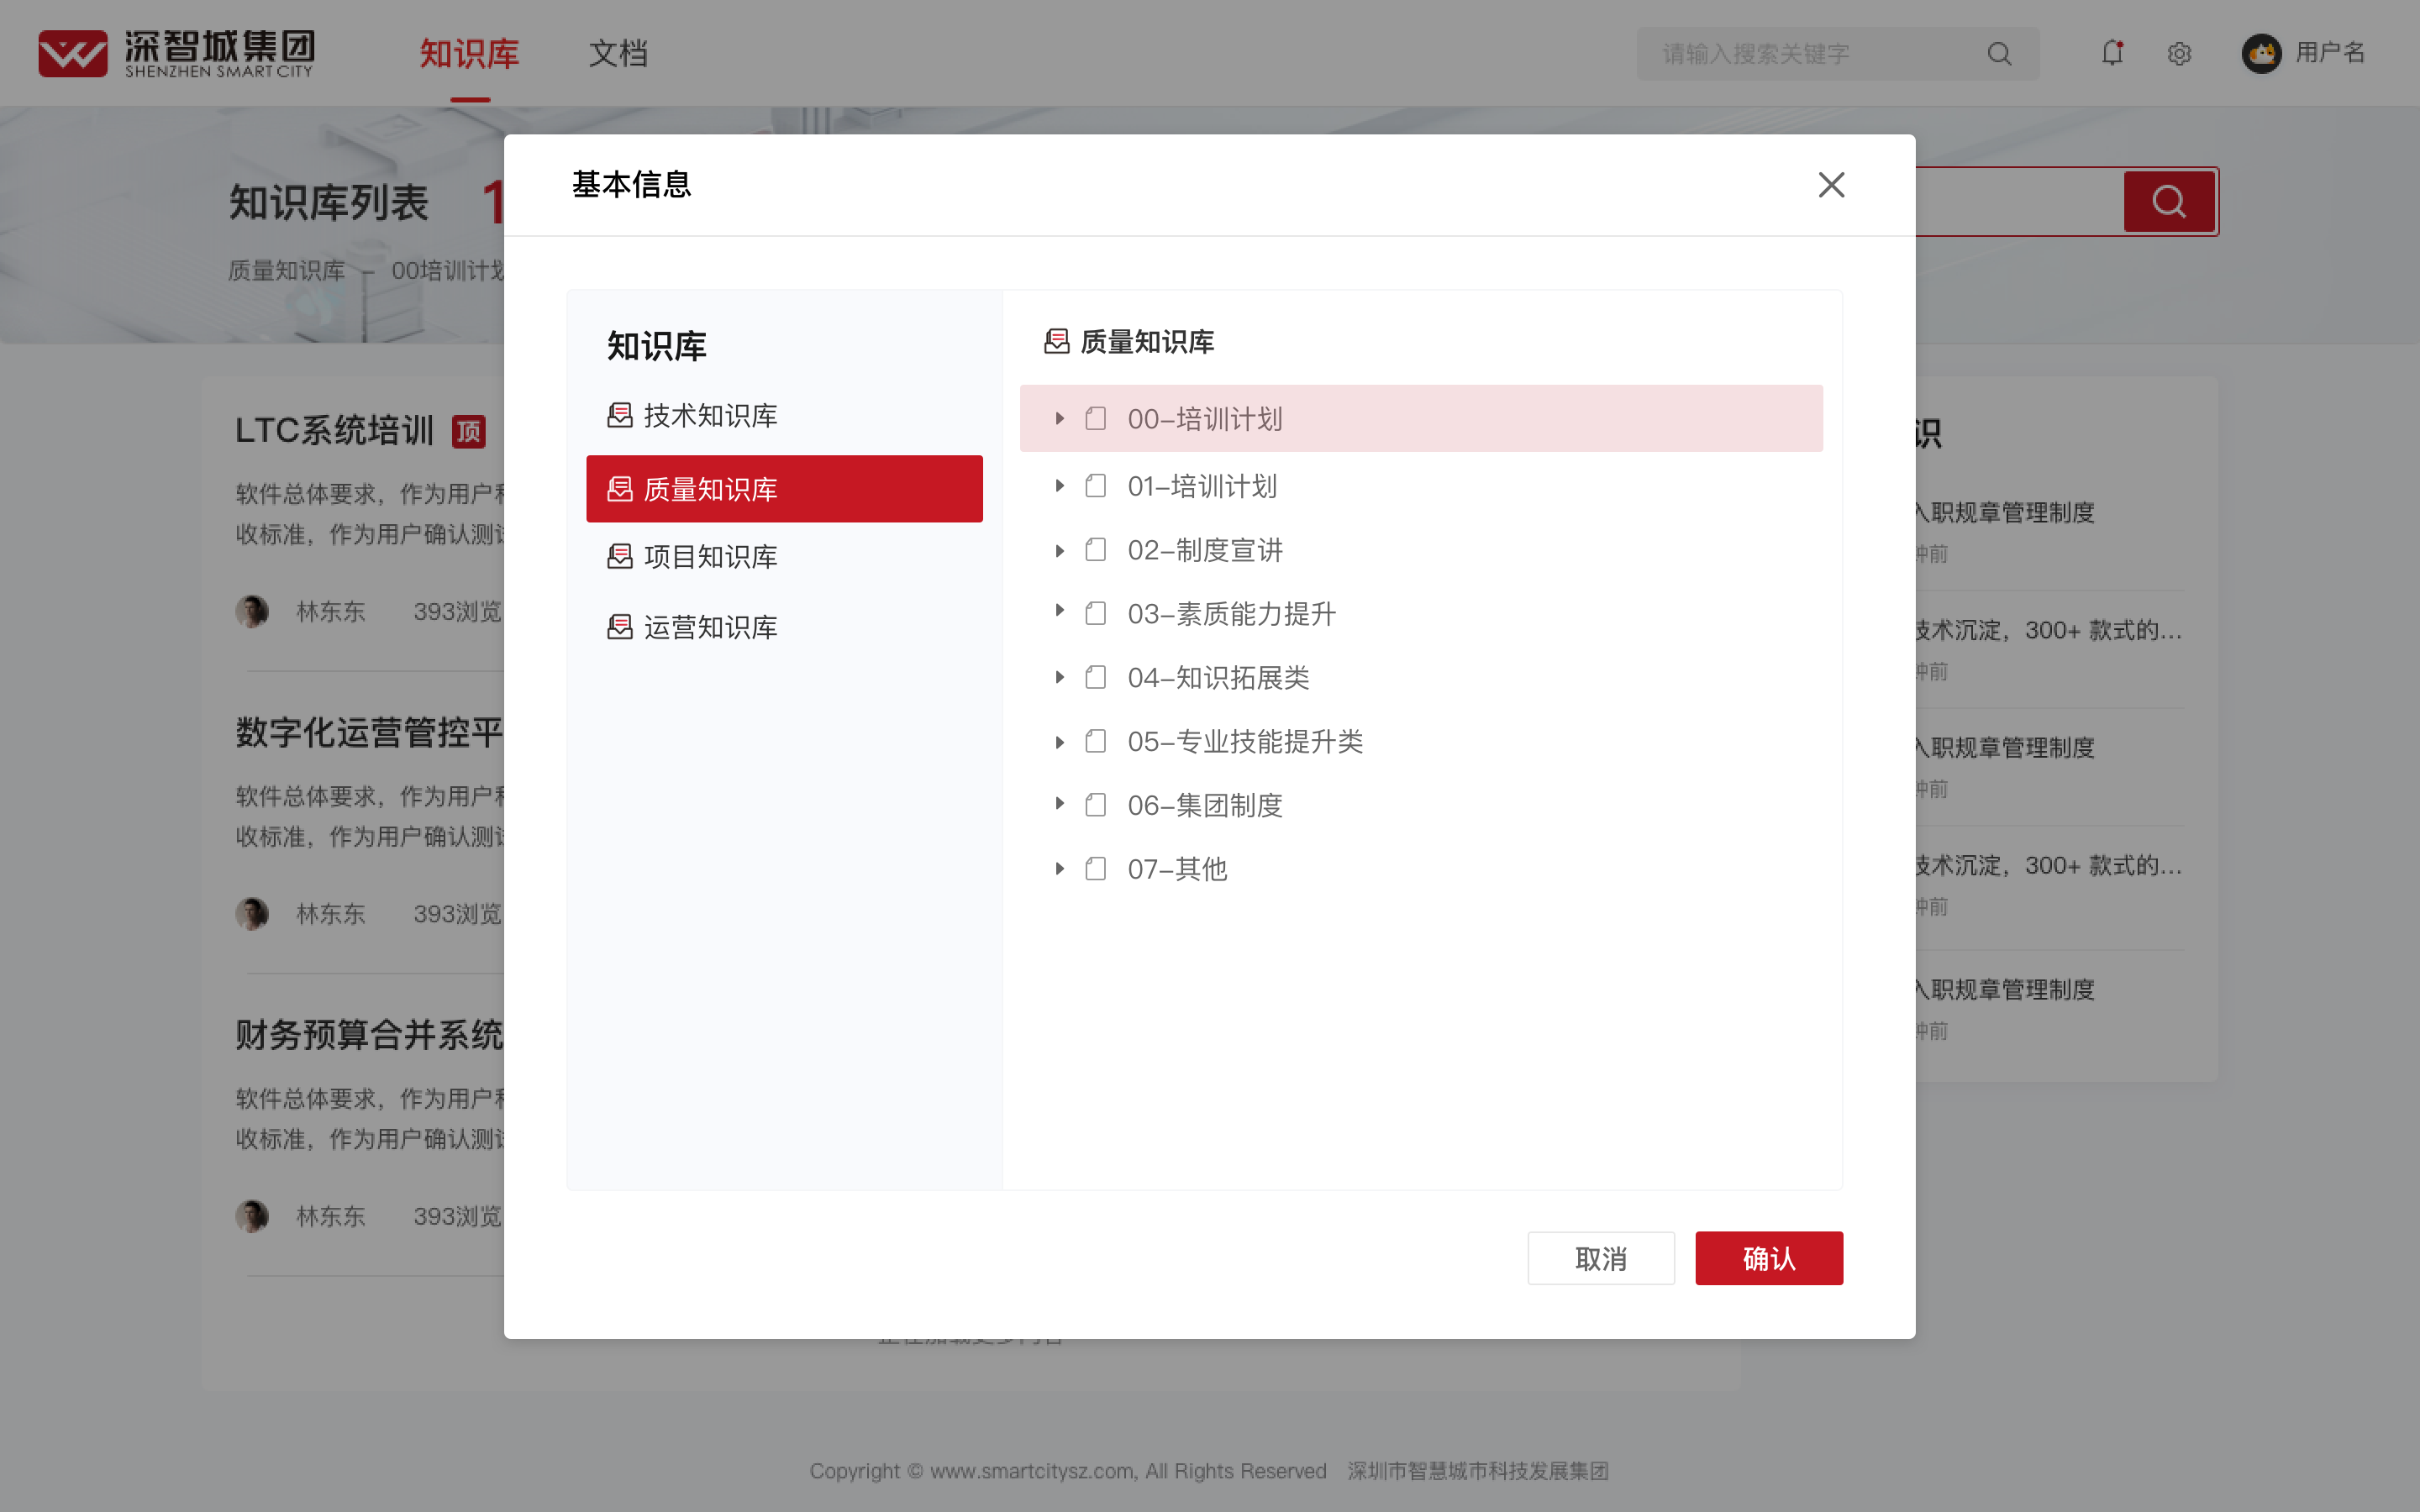 深智城集团
SHENZHEN SMART CITY
知识库
文档
请输入搜索关键字
用户名
知识库列表 1
质量知识库 – 00培训计划
LTC系统培训 顶
软件总体要求，作为用户和
收标准，作为用户确认测试
林东东 393浏览
数字化运营管控平
软件总体要求，作为用户和
收标准，作为用户确认测试
林东东 393浏览
财务预算合并系统
软件总体要求，作为用户和
收标准，作为用户确认测试
林东东 393浏览
基本信息
知识库
技术知识库
质量知识库
项目知识库
运营知识库
质量知识库
00–培训计划
01–培训计划
02–制度宣讲
03–素质能力提升
04–知识拓展类
05–专业技能提升类
06–集团制度
07–其他
取消
确认
识
入职规章管理制度
钟前
技术沉淀，300+ 款式的...
钟前
入职规章管理制度
钟前
技术沉淀，300+ 款式的...
钟前
入职规章管理制度
钟前
正在加载更多内容
Copyright © www.smartcitysz.com, All Rights Reserved 深圳市智慧城市科技发展集团